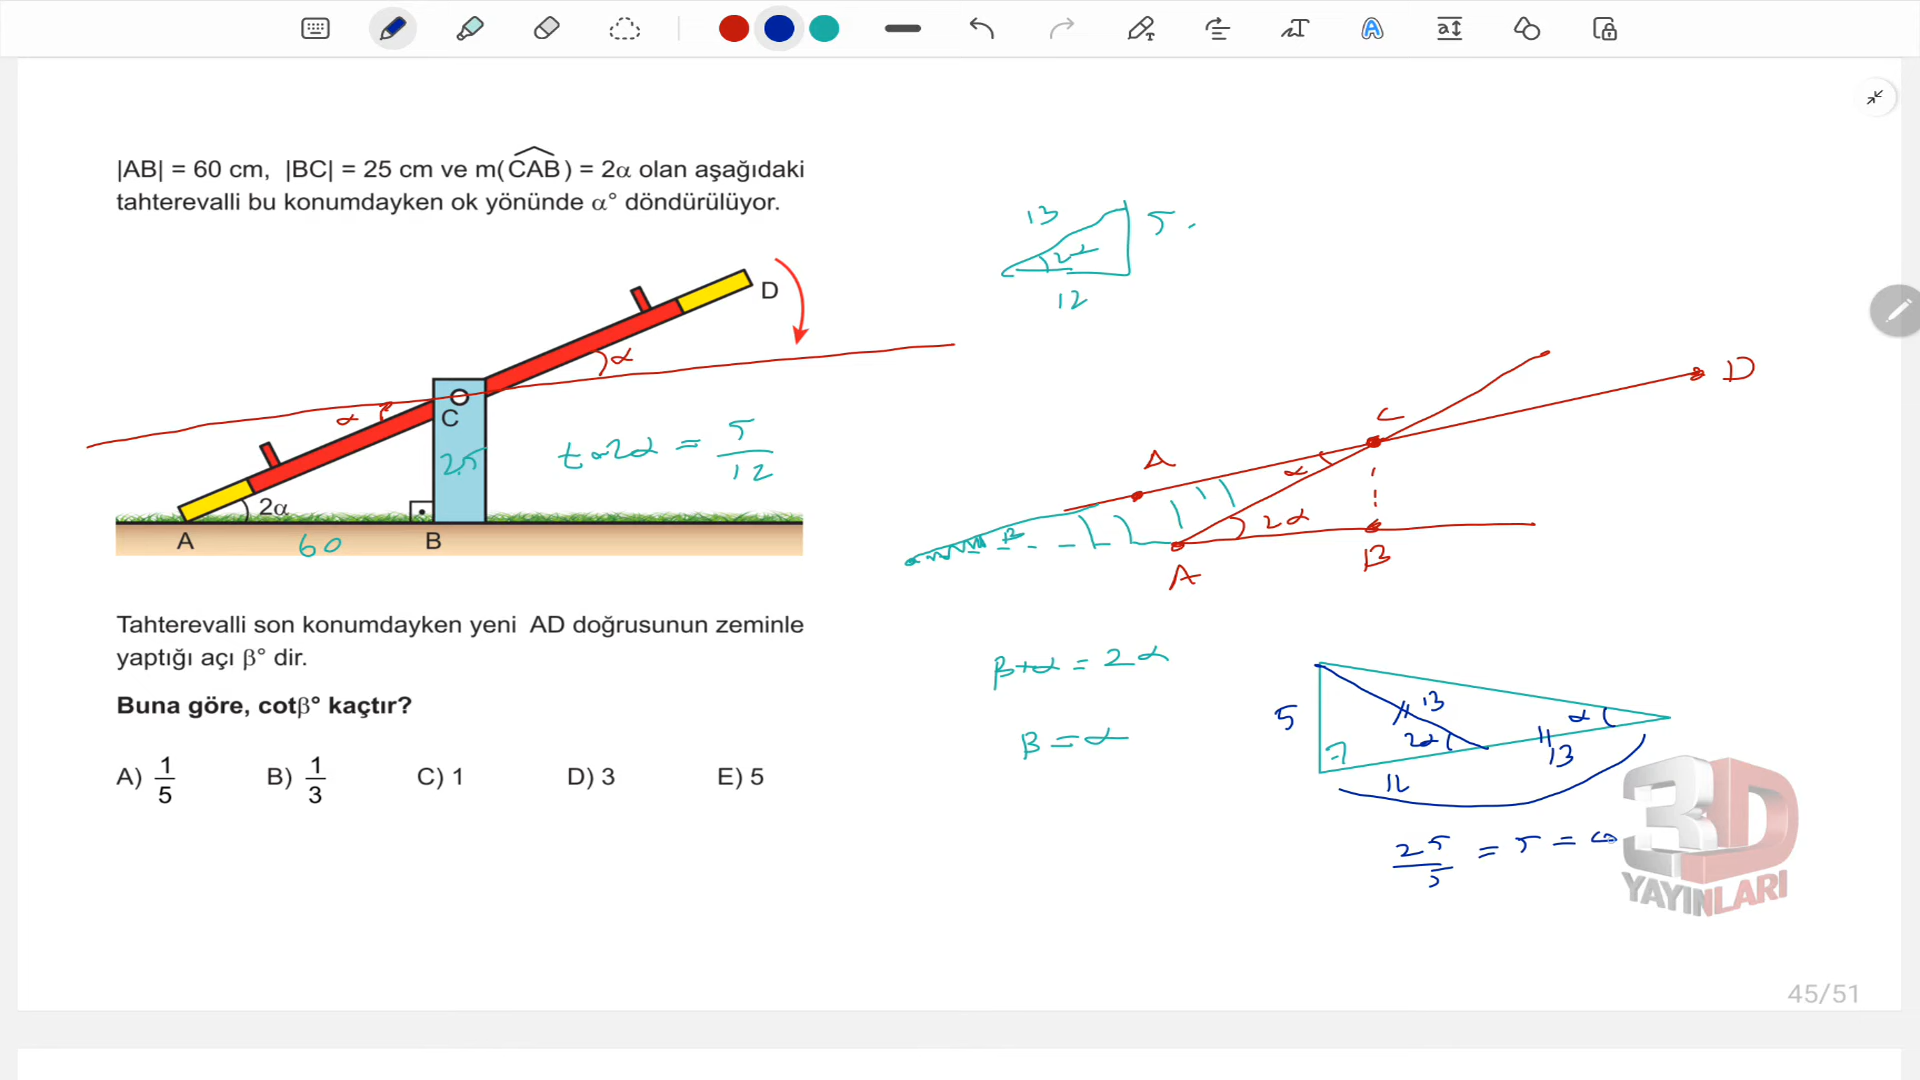 |AB| = 60 cm, |BC| = 25 cm ve m(CAB) = 2α olan aşağıdaki
tahterevalli bu konumdayken ok yönünde α° döndürülüyor.
D
α
α
C
25
2α
A
60
B
tan2α = 5/12
Tahterevalli son konumdayken yeni AD doğrusunun zeminle
yaptığı açı β° dir.
Buna göre, cotβ° kaçtır?
A) 1/5 B) 1/3 C) 1 D) 3 E) 5
13
5
2α
12
D
C
A
α
2α
β
A
B
β+α = 2α
β = α
5
13
α
2α
13
12
25/5 = 5 =
3D
YAYINLARI
45/51